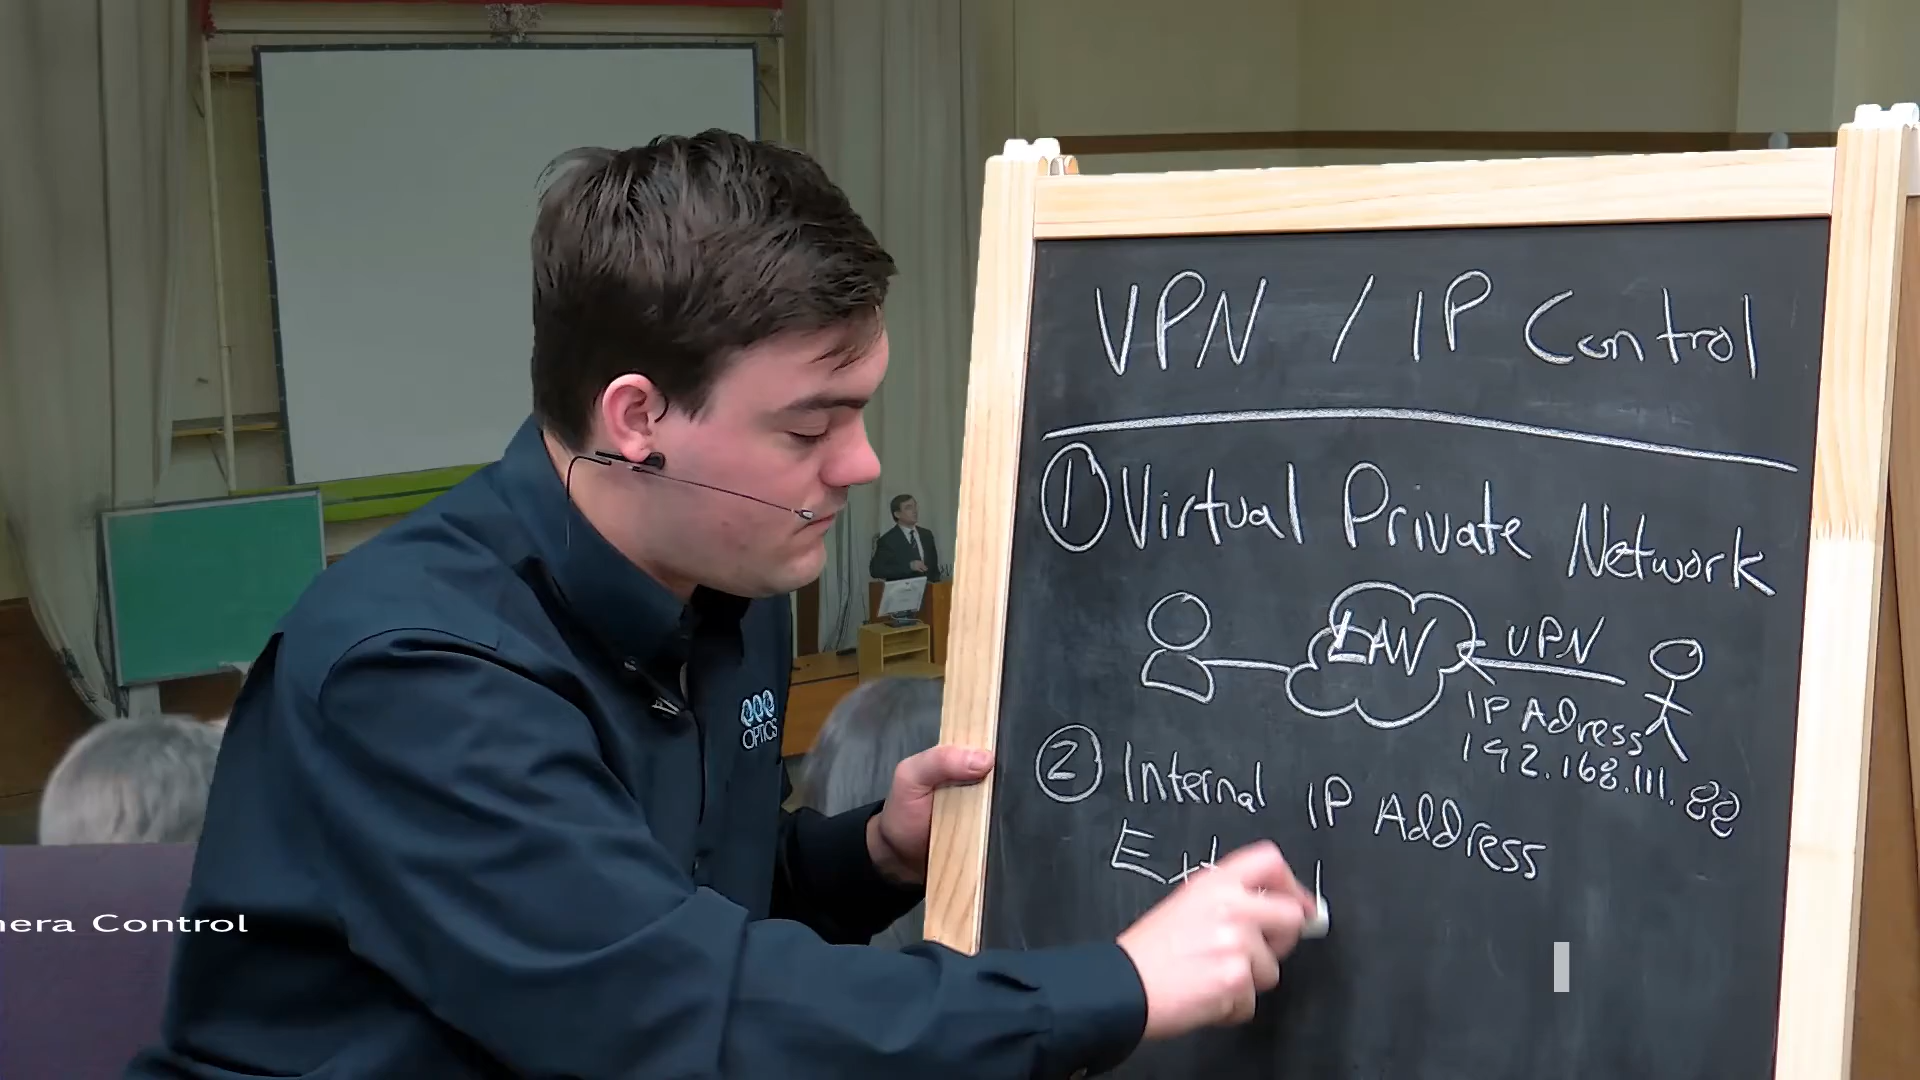 VPN / IP Control
① Virtual Private Network
LAN
VPN
IP Adress
192.168.111.88
② Internal IP Address
OPTICS
era Control